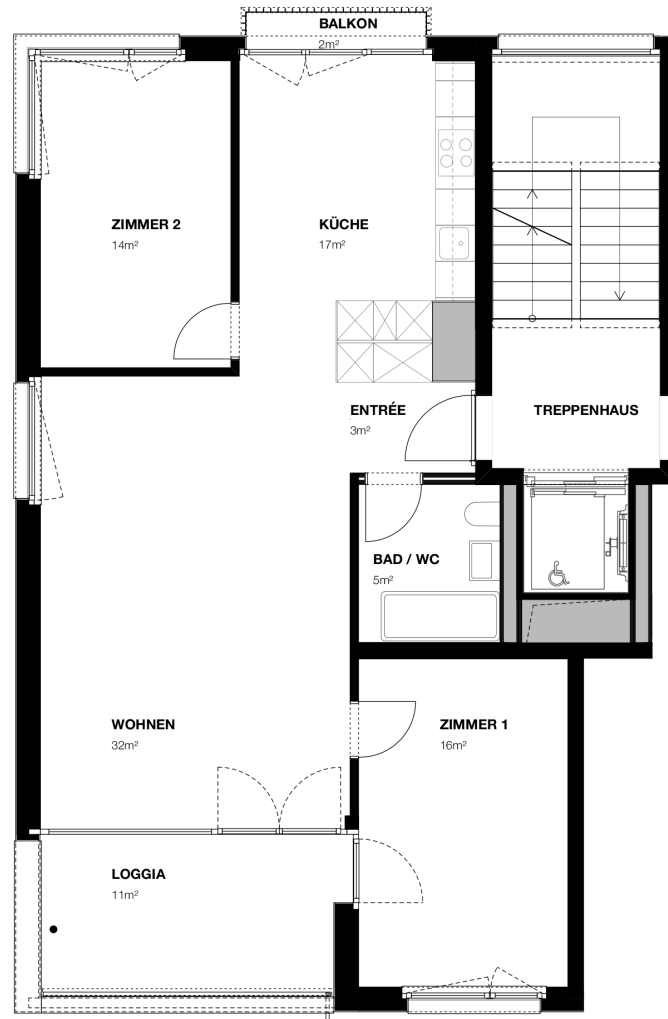 BALKON
2m²
ZIMMER 2
14m²
KÜCHE
17m²
ENTRÉE
3m²
TREPPENHAUS
BAD / WC
5m²
WOHNEN
32m²
ZIMMER 1
16m²
LOGGIA
11m²